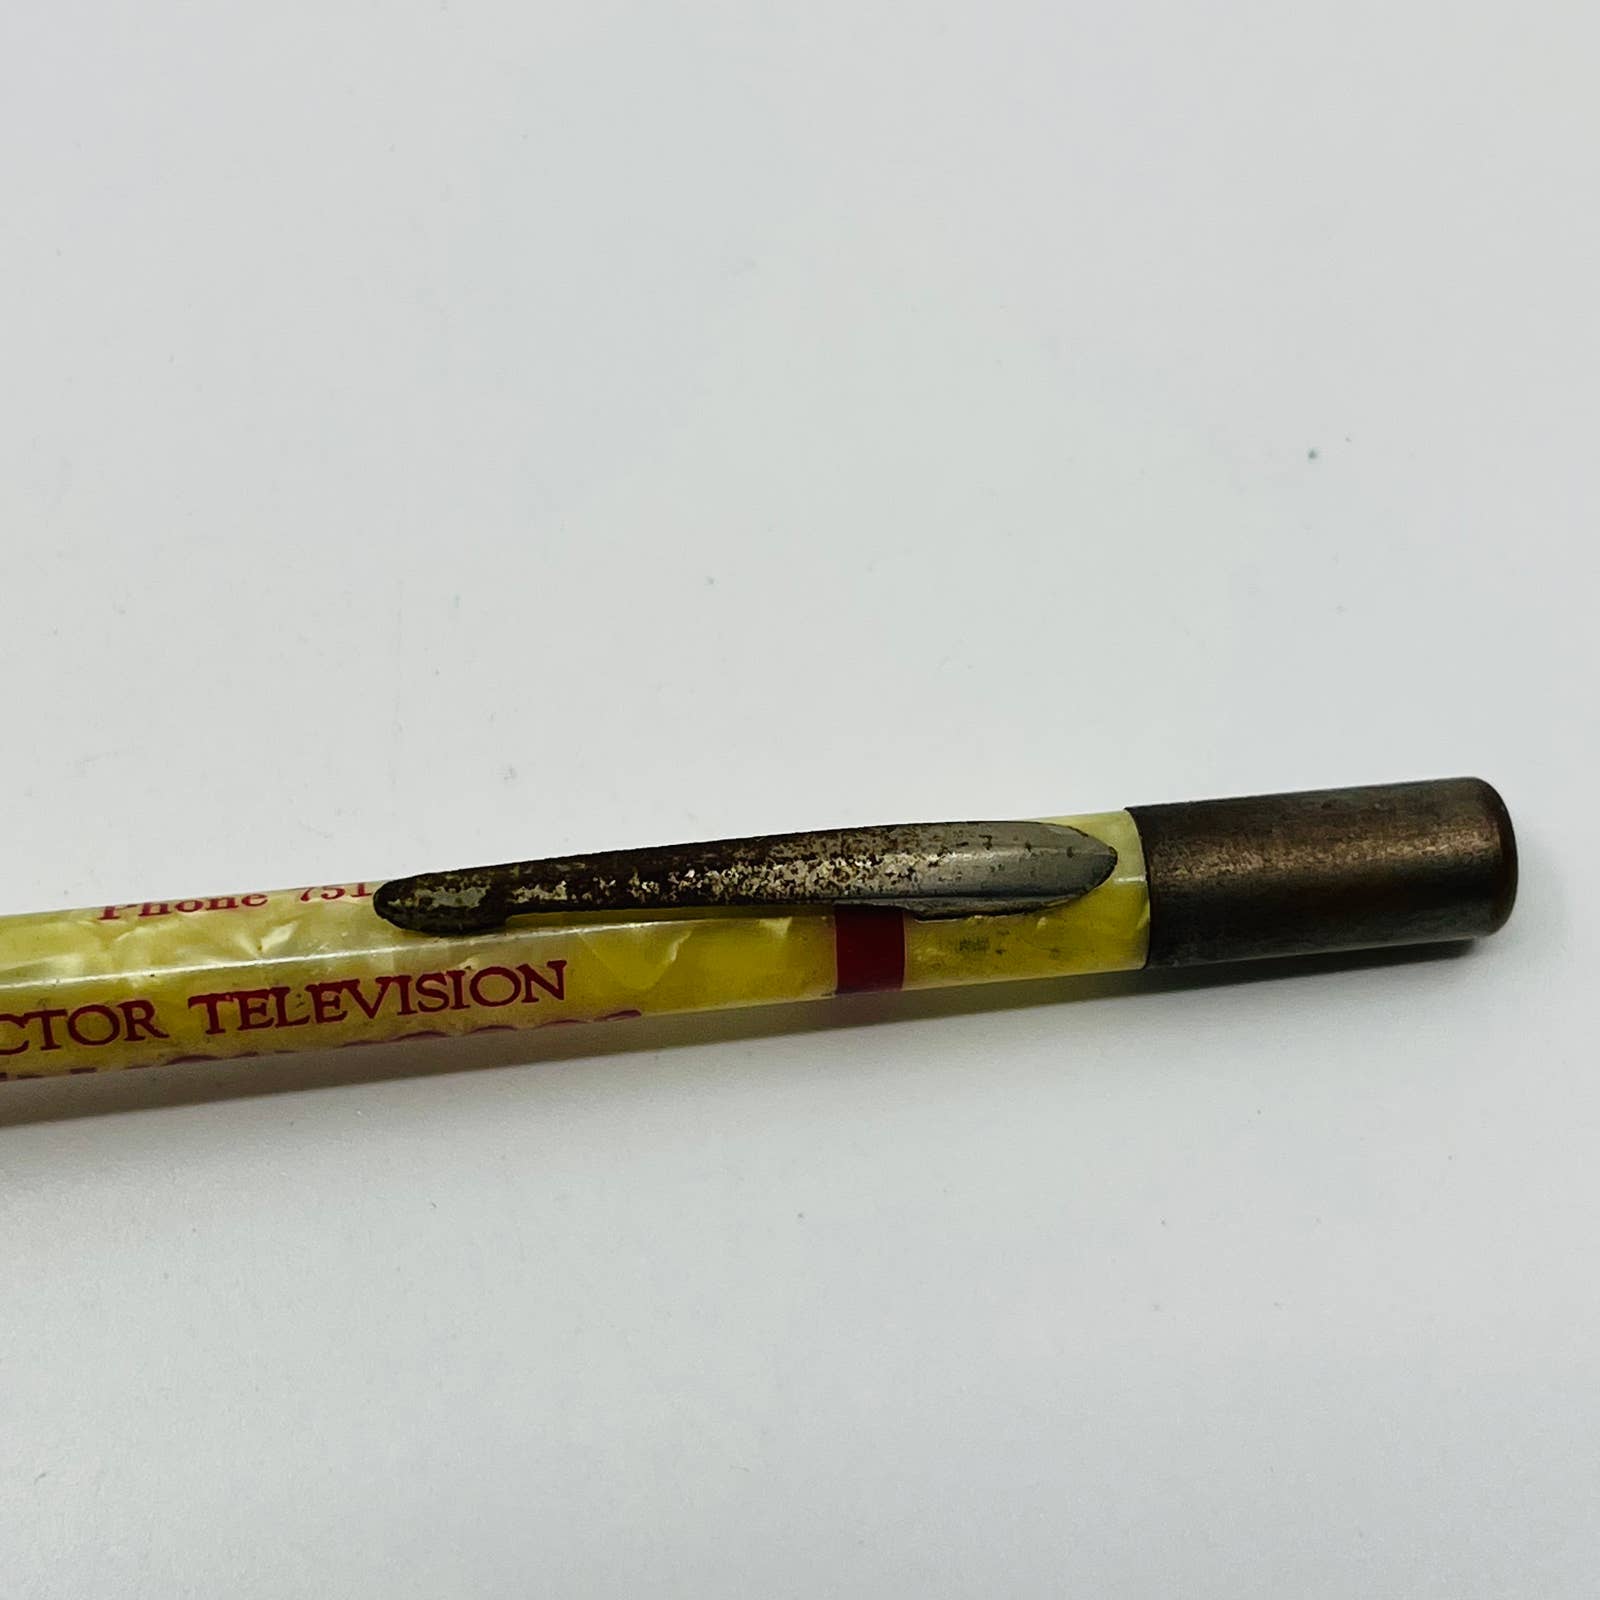 Phone 751
CTOR TELEVISION